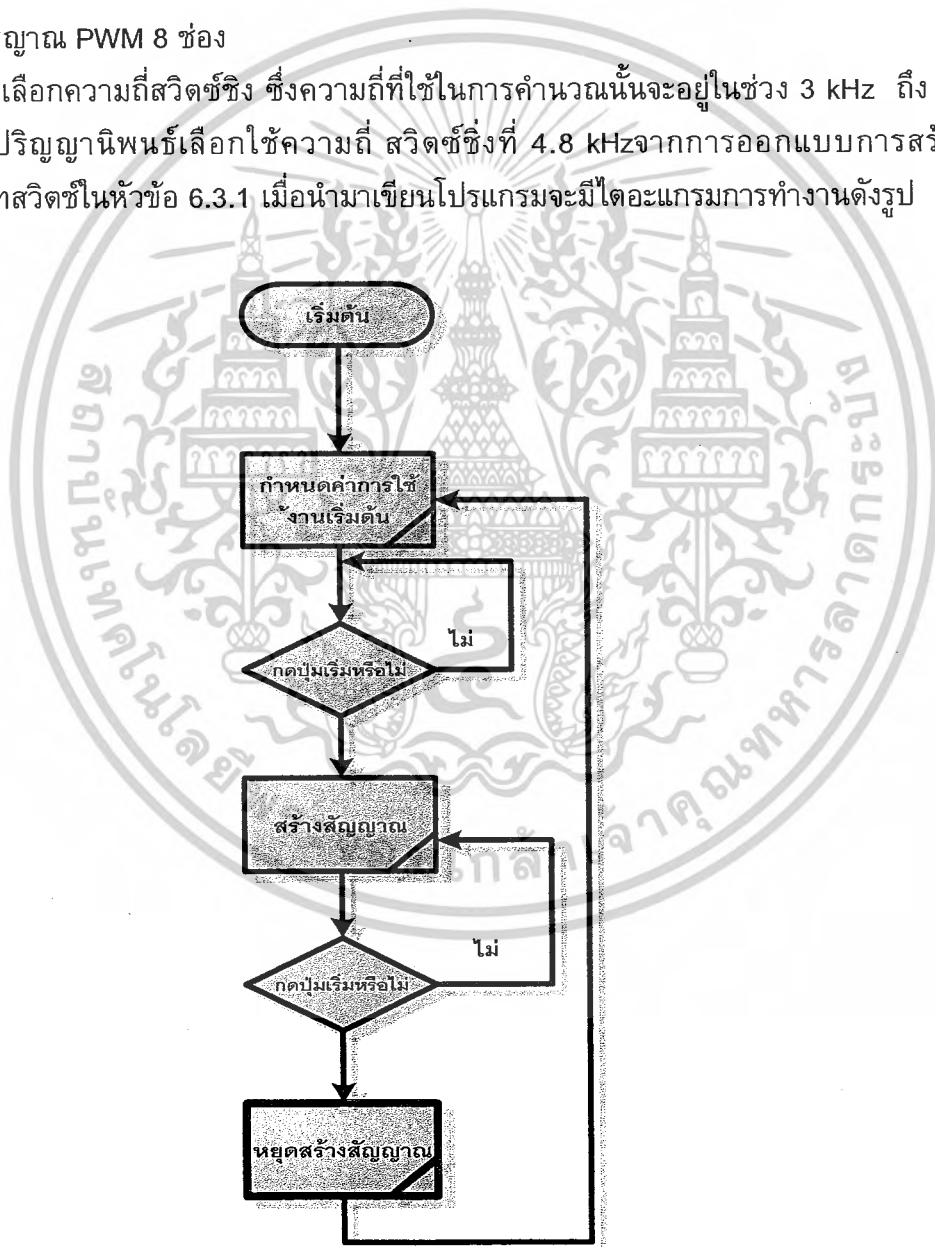 ญาณ PWM 8 ช่อง
เลือกความถี่สวิตซ์ชิง ซึ่งความถี่ที่ใช้ในการคำนวณนั้นจะอยู่ในช่วง 3 kHz ถึง
ปริญญานิพนธ์เลือกใช้ความถี่ สวิตซ์ชิ่งที่ 4.8 kHzจากการออกแบบการสร้
สวิตซ์ในหัวข้อ 6.3.1 เมื่อนำมาเขียนโปรแกรมจะมีไดอะแกรมการทำงานดังรูป
เริ่มต้น
กำหนดค่าการใช้
้งานเริ่มต้น
ไม่
กดปุ่มเริ่มหรือไม่
สร้างสัญญาณ
ไม่
กดปุ่มเริ่มหรือไม่
หยุดสร้างสัญญาณ